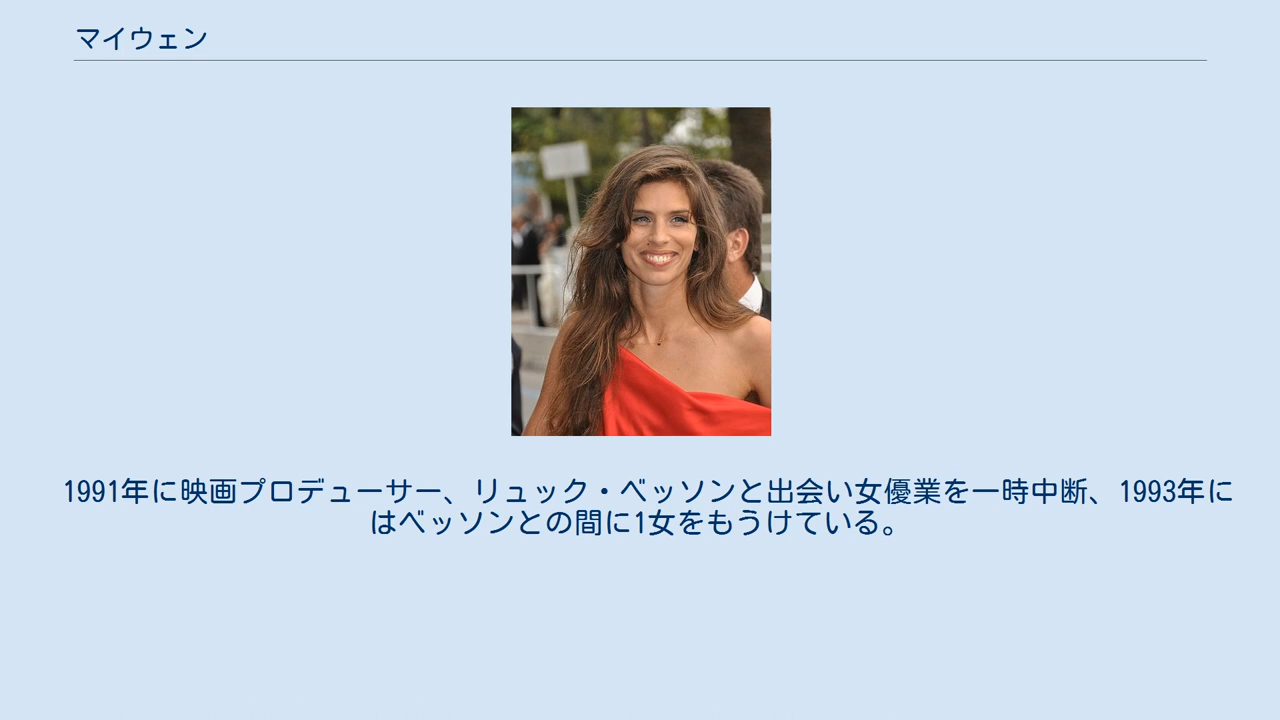 マイウェン
1991年に映画プロデューサー、リュック・ベッソンと出会い女優業を一時中断、1993年に
はベッソンとの間に1女をもうけている。